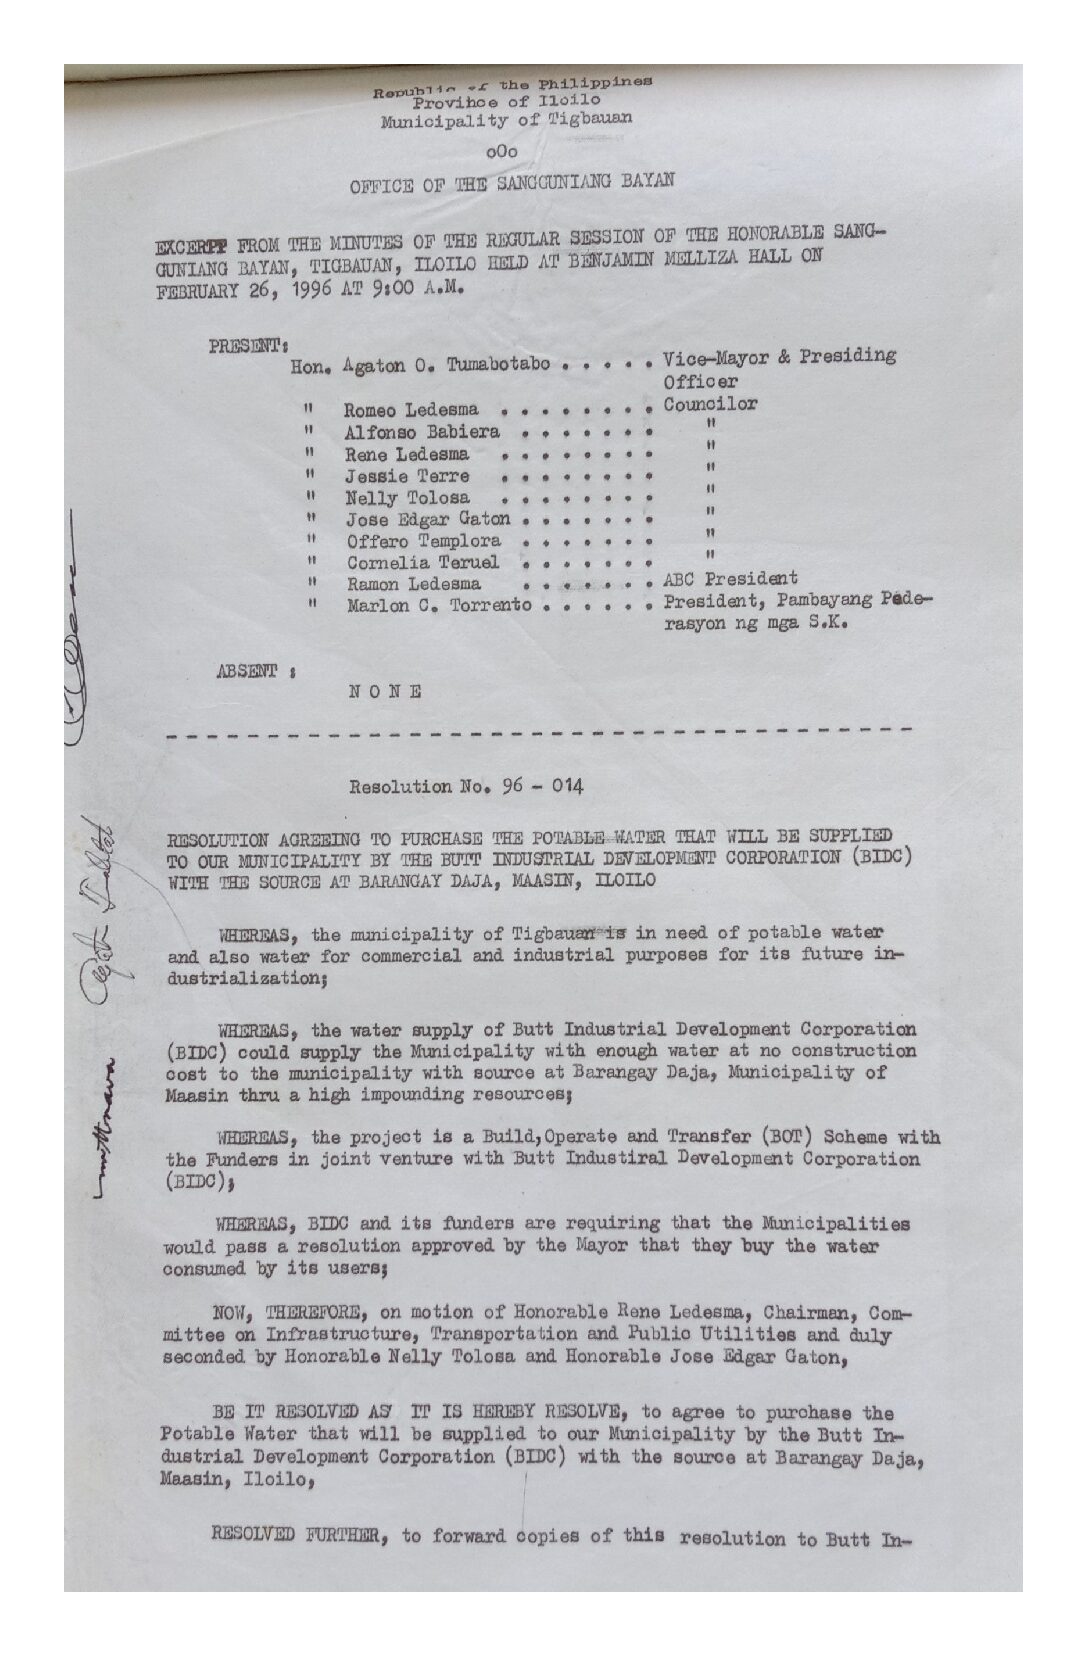 Republic of the Philippines
Provihce of Iloilo
Municipality of Tigbauan
oOo
OFFICE OF THE SANGGUNIANG BAYAN
EXCERPT FROM THE MINUTES OF THE REGULAR SESSION OF THE HONORABLE SANG-
GUNIANG BAYAN, TIGBAUAN, ILOILO HELD AT BENJAMIN MELLIZA HALL ON
FEBRUARY 26, 1996 AT 9:00 A.M.
PRESENT:
Hon. Agaton O. Tumabotabo . . . . . Vice-Mayor & Presiding
Officer
" Romeo Ledesma . . . . . . . . Councilor
" Alfonso Babiera . . . . . . . "
" Rene Ledesma . . . . . . . . "
" Jessie Terre . . . . . . . . "
" Nelly Tolosa . . . . . . . . "
" Jose Edgar Gaton . . . . . . . "
" Offero Templora . . . . . . . "
" Cornelia Teruel . . . . . . . "
" Ramon Ledesma . . . . . . . ABC President
" Marlon C. Torrento . . . . . . President, Pambayang Pede-
rasyon ng mga S.K.
ABSENT :
N O N E
- - - - - - - - - - - - - - - - - - - - - - - - - - - - - - - - - - - - -
Resolution No. 96 - 014
RESOLUTION AGREEING TO PURCHASE THE POTABLE WATER THAT WILL BE SUPPLIED
TO OUR MUNICIPALITY BY THE BUTT INDUSTRIAL DEVELOPMENT CORPORATION (BIDC)
WITH THE SOURCE AT BARANGAY DAJA, MAASIN, ILOILO
WHEREAS, the municipality of Tigbauan is in need of potable water
and also water for commercial and industrial purposes for its future in-
dustrialization;
WHEREAS, the water supply of Butt Industrial Development Corporation
(BIDC) could supply the Municipality with enough water at no construction
cost to the municipality with source at Barangay Daja, Municipality of
Maasin thru a high impounding resources;
WHEREAS, the project is a Build,Operate and Transfer (BOT) Scheme with
the Funders in joint venture with Butt Industiral Development Corporation
(BIDC);
WHEREAS, BIDC and its funders are requiring that the Municipalities
would pass a resolution approved by the Mayor that they buy the water
consumed by its users;
NOW, THEREFORE, on motion of Honorable Rene Ledesma, Chairman, Com-
mittee on Infrastructure, Transportation and Public Utilities and duly
seconded by Honorable Nelly Tolosa and Honorable Jose Edgar Gaton,
BE IT RESOLVED AS IT IS HEREBY RESOLVE, to agree to purchase the
Potable Water that will be supplied to our Municipality by the Butt In-
dustrial Development Corporation (BIDC) with the source at Barangay Daja,
Maasin, Iloilo,
RESOLVED FURTHER, to forward copies of this resolution to Butt In-